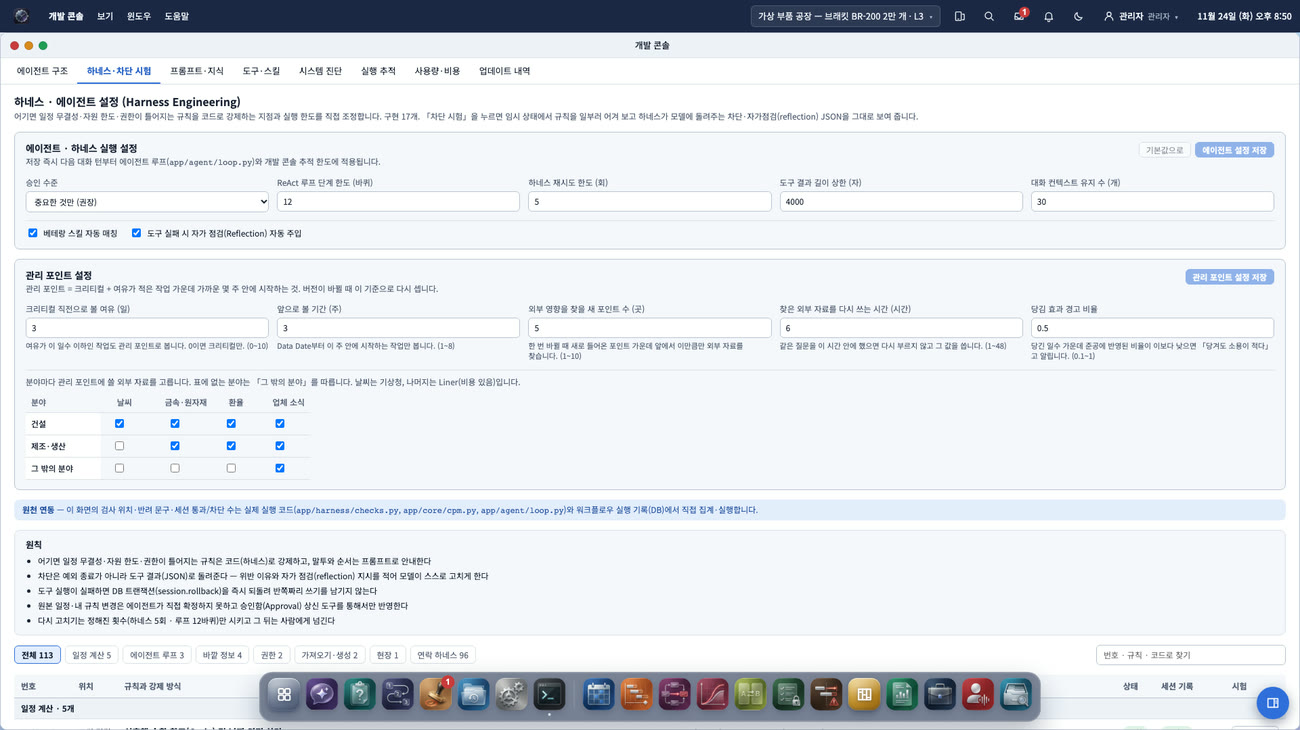 개발 콘솔 보기 윈도우 도움말
가상 부품 공장 — 브래킷 BR-200 2만 개 · L3
1
관리자 관리자
11월 24일 (화) 오후 8:50
개발 콘솔
에이전트 구조 하네스·차단 시험 프롬프트·지식 도구·스킬 시스템 진단 실행 추적 사용량·비용 업데이트 내역
하네스 · 에이전트 설정 (Harness Engineering)
어기면 일정 무결성·자원 한도·권한이 틀어지는 규칙을 코드로 강제하는 지점과 실행 한도를 직접 조정합니다. 구현 17개. 「차단 시험」을 누르면 임시 상태에서 규칙을 일부러 어겨 보고 하네스가 모델에 돌려주는 차단·자가점검(reflection) JSON을 그대로 보여 줍니다.
에이전트 · 하네스 실행 설정
저장 즉시 다음 대화 턴부터 에이전트 루프(app/agent/loop.py)와 개발 콘솔 추적 한도에 적용됩니다.
기본값으로 에이전트 설정 저장
승인 수준 ReAct 루프 단계 한도 (바퀴) 하네스 재시도 한도 (회) 도구 결과 길이 상한 (자) 대화 컨텍스트 유지 수 (개)
중요한 것만 (권장) 12 5 4000 30
베테랑 스킬 자동 매칭 도구 실패 시 자가 점검(Reflection) 자동 주입
관리 포인트 설정
관리 포인트 = 크리티컬 + 여유가 적은 작업 가운데 가까운 몇 주 안에 시작하는 것. 버전이 바뀔 때 이 기준으로 다시 셉니다.
관리 포인트 설정 저장
크리티컬 직전으로 볼 여유 (일) 앞으로 볼 기간 (주) 외부 영향을 찾을 새 포인트 수 (곳) 찾은 외부 자료를 다시 쓰는 시간 (시간) 당김 효과 경고 비율
3 3 5 6 0.5
여유가 이 일수 이하인 작업도 관리 포인트로 봅니다. 0이면 크리티컬만. (0~10) Data Date부터 이 주 안에 시작하는 작업만 봅니다. (1~8) 한 번 바뀔 때 새로 들어온 포인트 가운데 앞에서 이만큼만 외부 자료를 같은 질문을 이 시간 안에 했으면 다시 부르지 않고 그 값을 씁니다. (1~48) 당긴 일수 가운데 준공에 반영된 비율이 이보다 낮으면 「당겨도 소용이 적다」
찾습니다. (1~10) 고 알립니다. (0.1~1)
분야마다 관리 포인트에 쓸 외부 자료를 고릅니다. 표에 없는 분야는 「그 밖의 분야」를 따릅니다. 날씨는 기상청, 나머지는 Liner(비용 있음)입니다.
분야 날씨 금속·원자재 환율 업체 소식
건설
제조·생산
그 밖의 분야
원천 연동 — 이 화면의 검사 위치·반려 문구·세션 통과/차단 수는 실제 실행 코드(app/harness/checks.py, app/core/cpm.py, app/agent/loop.py)와 워크플로우 실행 기록(DB)에서 직접 집계·실행합니다.
원칙
어기면 일정 무결성·자원 한도·권한이 틀어지는 규칙은 코드(하네스)로 강제하고, 말투와 순서는 프롬프트로 안내한다
차단은 예외 종료가 아니라 도구 결과(JSON)로 돌려준다 — 위반 이유와 자가 점검(reflection) 지시를 적어 모델이 스스로 고치게 한다
도구 실행이 실패하면 DB 트랜잭션(session.rollback)을 즉시 되돌려 반쪽짜리 쓰기를 남기지 않는다
원본 일정·내 규칙 변경은 에이전트가 직접 확정하지 못하고 승인함(Approval) 상신 도구를 통해서만 반영한다
다시 고치기는 정해진 횟수(하네스 5회 · 루프 12바퀴)만 시키고 그 뒤는 사람에게 넘긴다
전체 113 일정 계산 5 에이전트 루프 3 바깥 정보 4 권한 2 가져오기·생성 2 현장 1 연락 하네스 96
번호 · 규칙 · 코드로 찾기
번호 위치 규칙과 강제 방식 상태 세션 기록 시험
1
일정 계산 · 5개